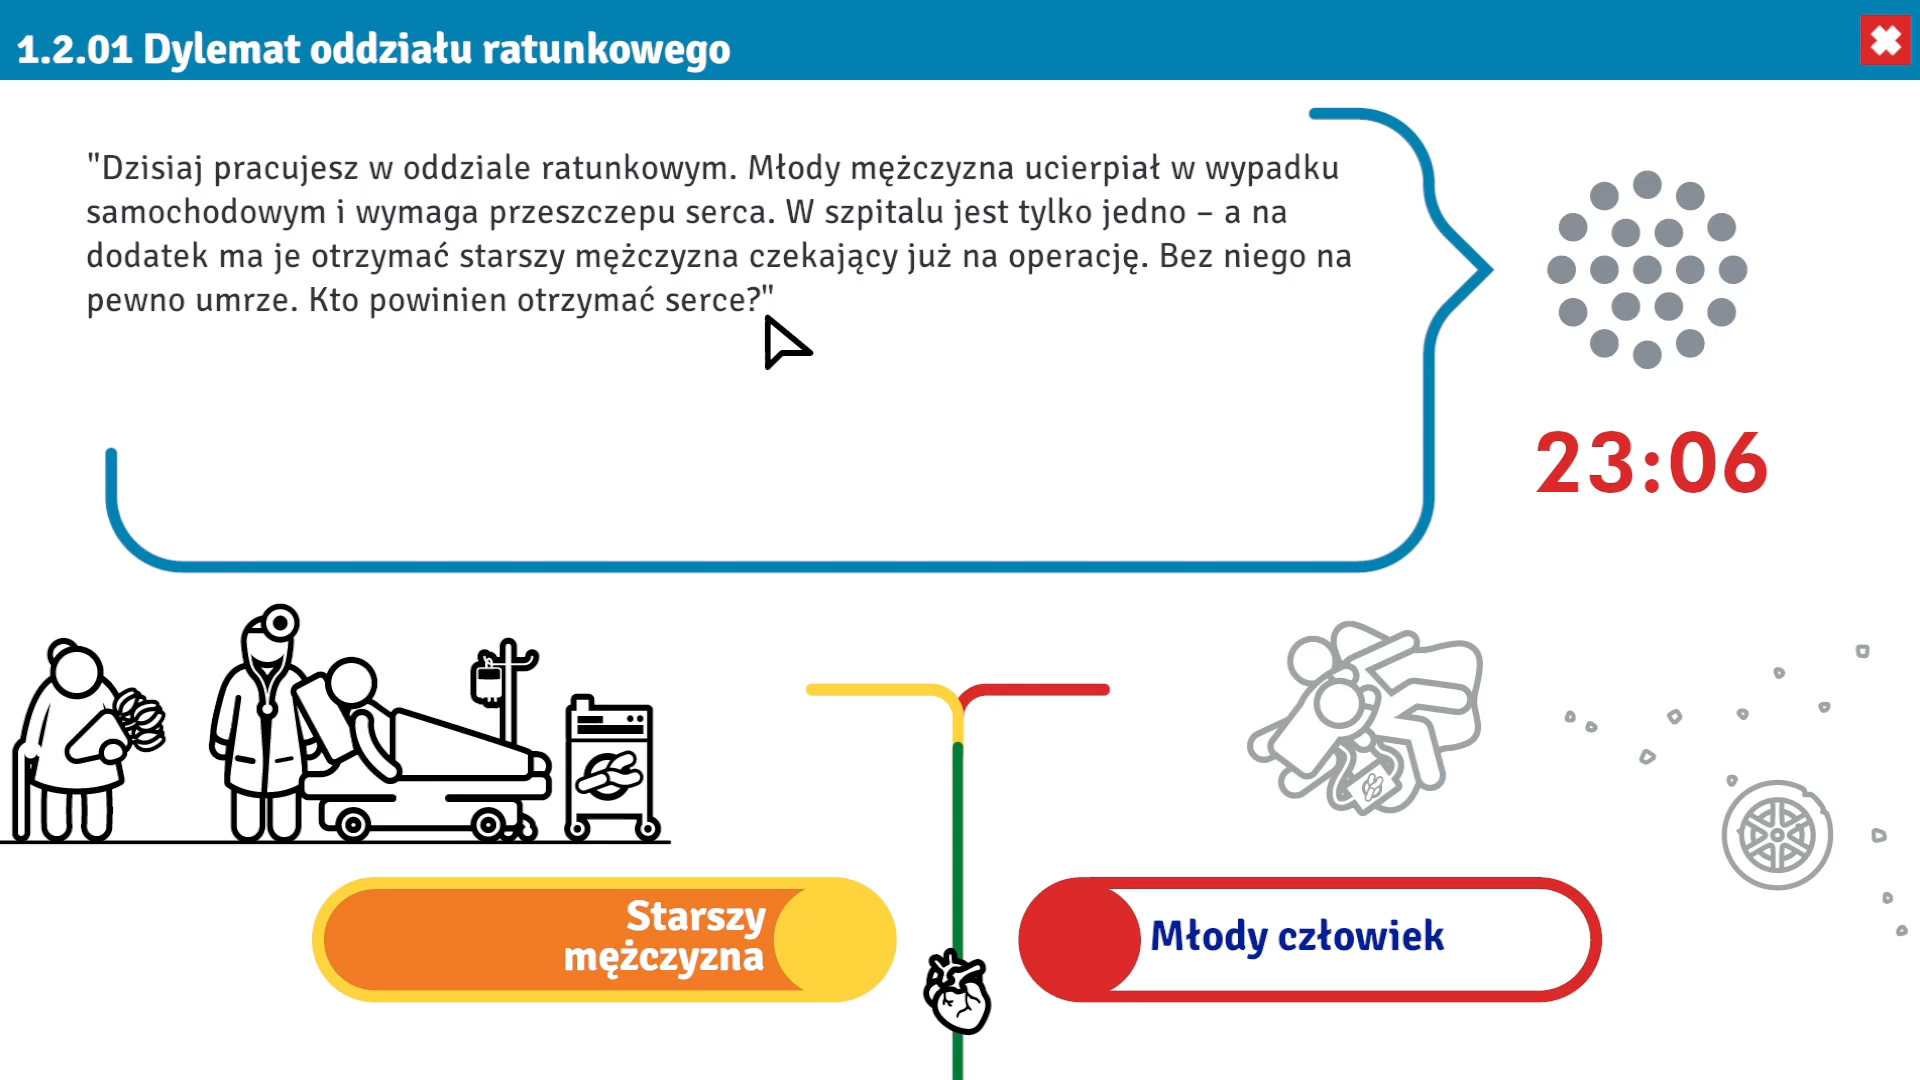 1.2.01 Dylemat oddziału ratunkowego
"Dzisiaj pracujesz w oddziale ratunkowym. Młody mężczyzna ucierpiał w wypadku
samochodowym i wymaga przeszczepu serca. W szpitalu jest tylko jedno – a na
dodatek ma je otrzymać starszy mężczyzna czekający już na operację. Bez niego na
pewno umrze. Kto powinien otrzymać serce?"
23:06
Starszy
mężczyzna
Młody człowiek